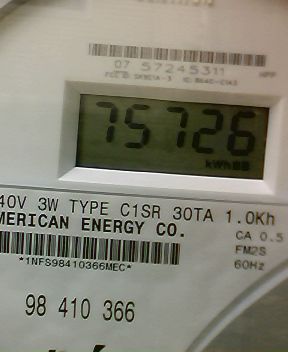 07 57245311
75726
kWh
40V 3W TYPE C1SR 30TA 1.0Kh
MERICAN ENERGY CO.
CA 0.5
FM2S
60Hz
*1NFS98410366MEC*
98 410 366